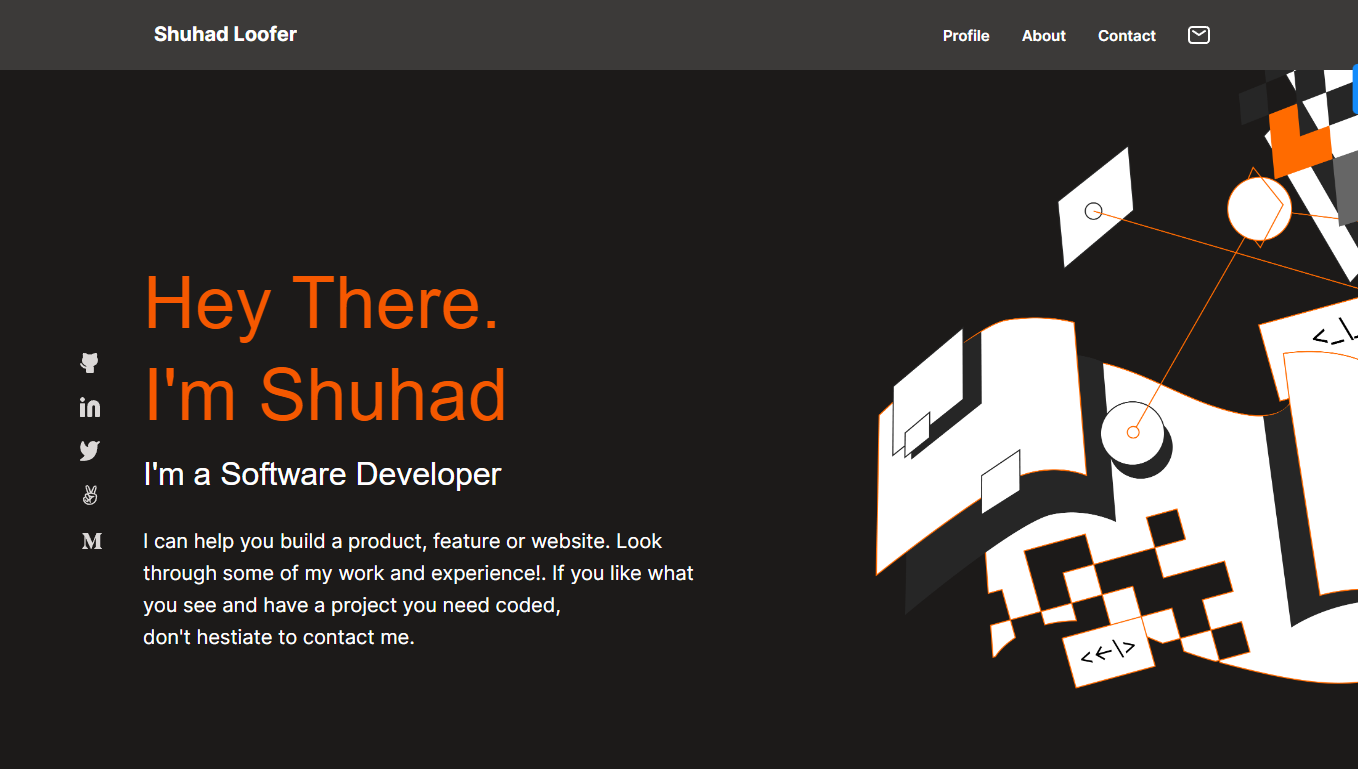 Shuhad Loofer
Profile About Contact
Hey There.
I'm Shuhad
I'm a Software Developer
I can help you build a product, feature or website. Look
through some of my work and experience!. If you like what
you see and have a project you need coded,
don't hestiate to contact me.
<_\
<←\>